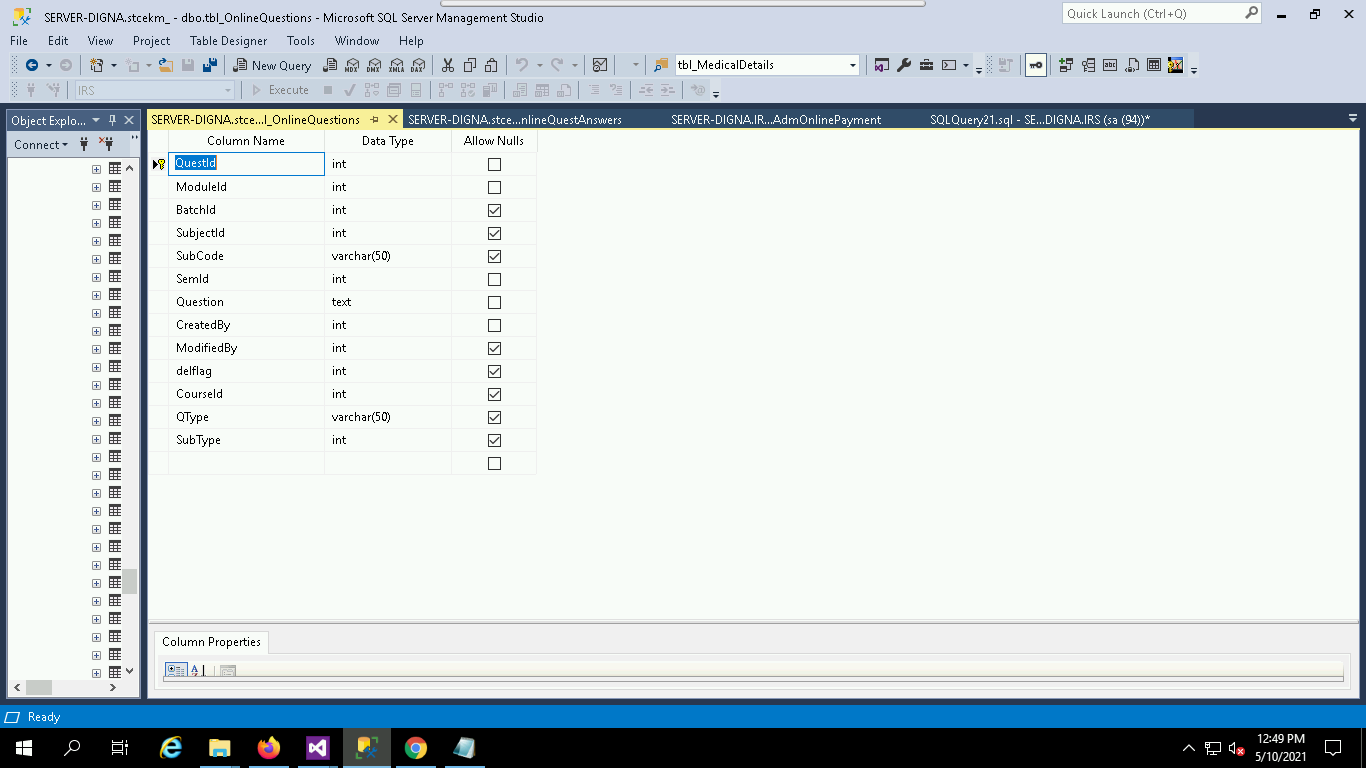 SERVER-DIGNA.stcekm_ - dbo.tbl_OnlineQuestions - Microsoft SQL Server Management Studio
Quick Launch (Ctrl+Q)
File Edit View Project Table Designer Tools Window Help
New Query MDX DMX XMLA DAX tbl_MedicalDetails
IRS Execute
Object Explo... SERVER-DIGNA.stce...l_OnlineQuestions SERVER-DIGNA.stce...nlineQuestAnswers SERVER-DIGNA.IR...AdmOnlinePayment SQLQuery21.sql - SE...DIGNA.IRS (sa (94))*
Connect
Column Name Data Type Allow Nulls
QuestId int
ModuleId int
BatchId int
SubjectId int
SubCode varchar(50)
SemId int
Question text
CreatedBy int
ModifiedBy int
delflag int
CourseId int
QType varchar(50)
SubType int
Column Properties
Ready
12:49 PM
5/10/2021